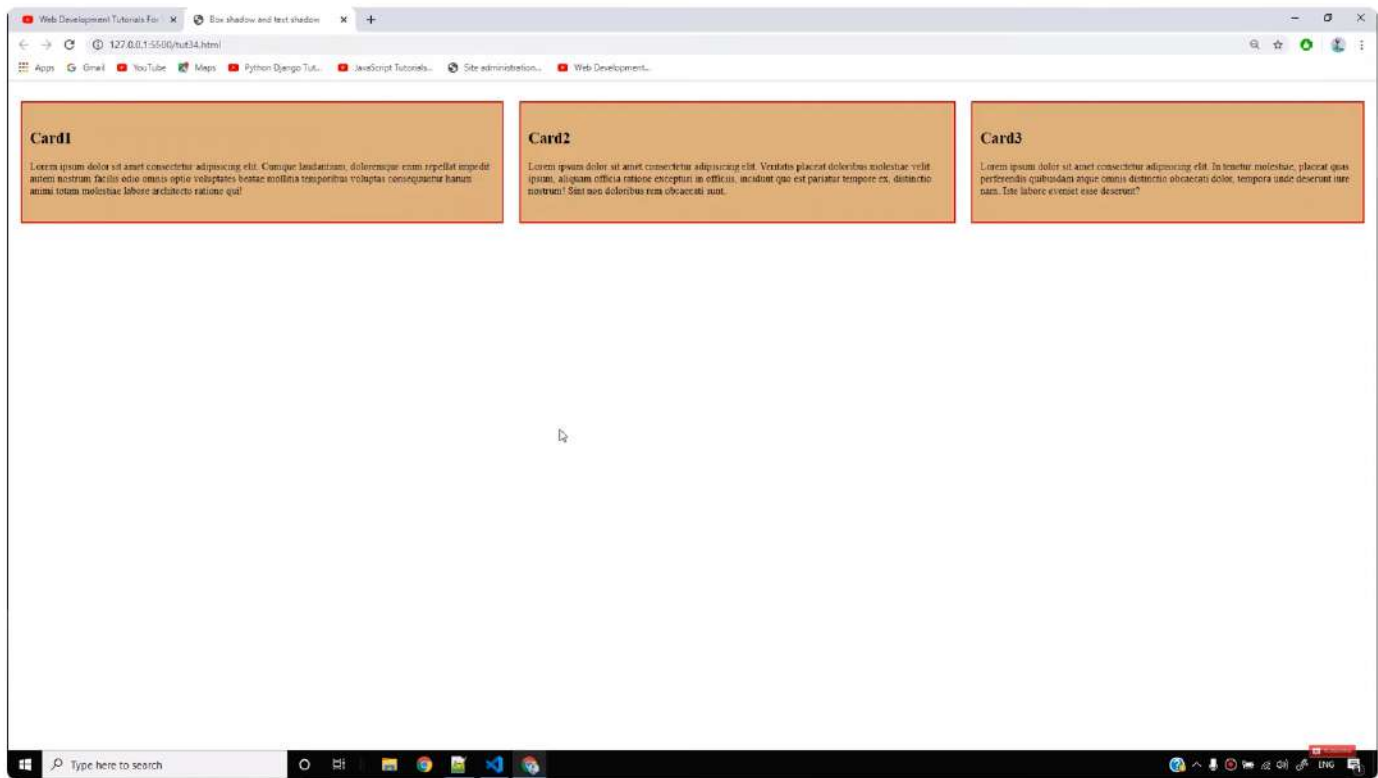 Web Development Tutorials For
Box shadow and text shadow
127.0.0.1:5500/tut34.html
Apps
Gmail
YouTube
Maps
Python Django Tut...
JavaScript Tutorials...
Site administration...
Web Development...
Card1
Lorem ipsum dolor sit amet consectetur adipisicing elit. Cumque laudantium, doloremque enim repellat impedit
autem nostrum facilis odio omnis optio voluptates beatae mollitia temporibus voluptas consequuntur harum
animi totam molestiae labore architecto ratione qui!
Card2
Lorem ipsum dolor sit amet consectetur adipisicing elit. Veritatis placeat doloribus molestiae velit
ipsum, aliquam officia ratione excepturi in officiis, incidunt quo est pariatur tempore ex, distinctio
nostrum! Sint non doloribus rem obcaecati sunt.
Card3
Lorem ipsum dolor sit amet consectetur adipisicing elit. In tenetur molestiae, placeat quas
perferendis quibusdam atque omnis distinctio obcaecati dolor, tempora unde deserunt iure
nam. Iste labore eveniet esse deserunt?
Type here to search
ENG